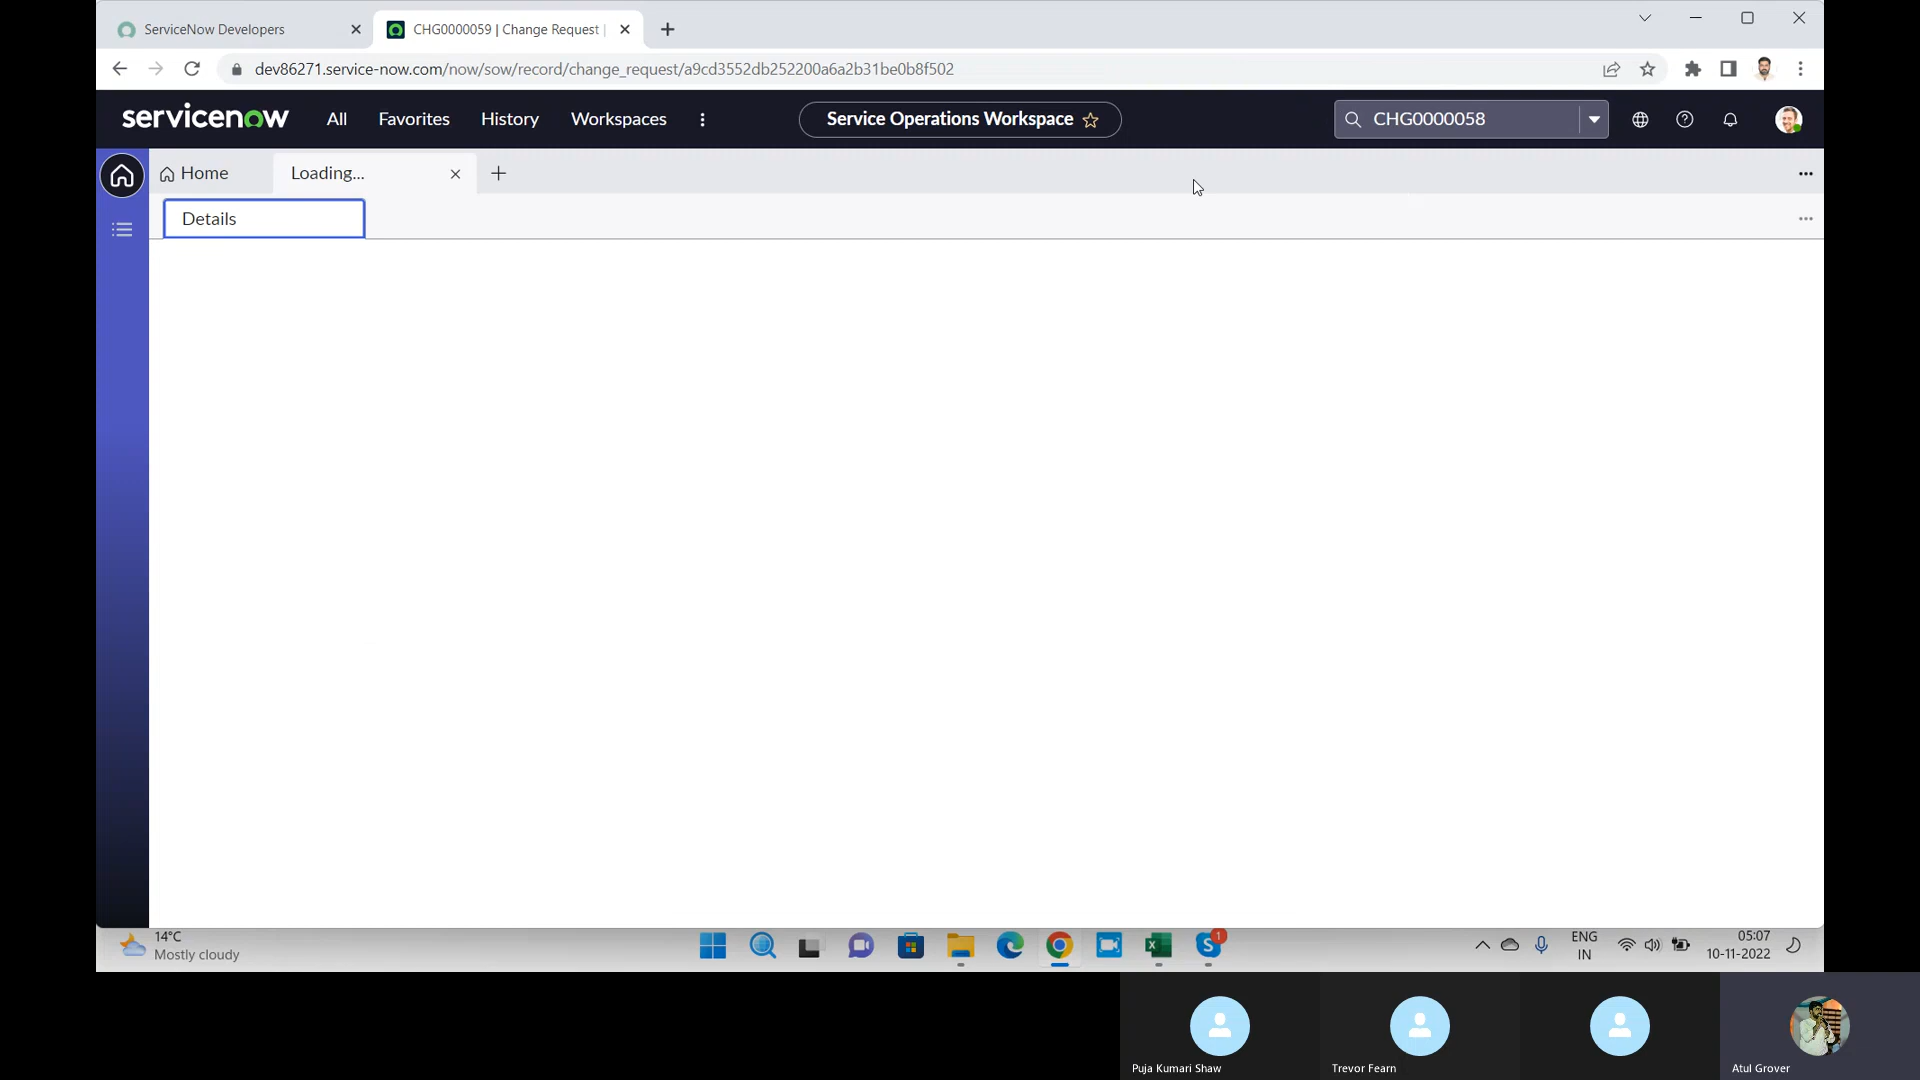 ServiceNow Developers
CHG0000059 | Change Request |
dev86271.service-now.com/now/sow/record/change_request/a9cd3552db252200a6a2b31be0b8f502
servicenow
All
Favorites
History
Workspaces
Service Operations Workspace
CHG0000058
Home
Loading...
Details
14°C
Mostly cloudy
1
ENG
IN
05:07
10-11-2022
Puja Kumari Shaw
Trevor Fearn
Atul Grover